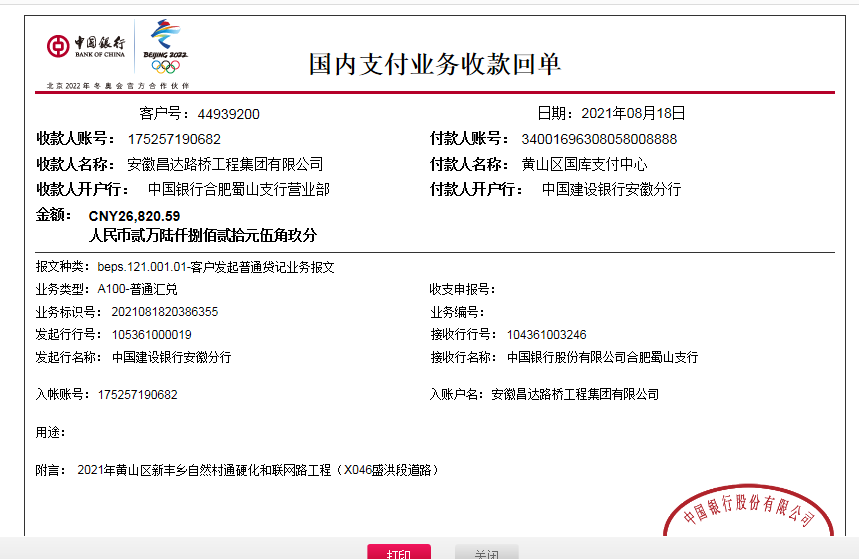 中国银行
BANK OF CHINA
BEIJING 2022
北京2022年冬奥会官方合作伙伴
国内支付业务收款回单
客户号：44939200 日期：2021年08月18日
收款人账号：175257190682 付款人账号：34001696308058008888
收款人名称：安徽昌达路桥工程集团有限公司 付款人名称：黄山区国库支付中心
收款人开户行：中国银行合肥蜀山支行营业部 付款人开户行：中国建设银行安徽分行
金额：CNY26,820.59
人民币贰万陆仟捌佰贰拾元伍角玖分
报文种类：beps.121.001.01-客户发起普通贷记业务报文
业务类型：A100-普通汇兑 收支申报号：
业务标识号：2021081820386355 业务编号：
发起行行号：105361000019 接收行行号：104361003246
发起行名称：中国建设银行安徽分行 接收行名称：中国银行股份有限公司合肥蜀山支行
入帐账号：175257190682 入账户名：安徽昌达路桥工程集团有限公司
用途：
附言：2021年黄山区新丰乡自然村通硬化和联网路工程（X046盛洪段道路）
中国银行股份有限公司
打印 关闭